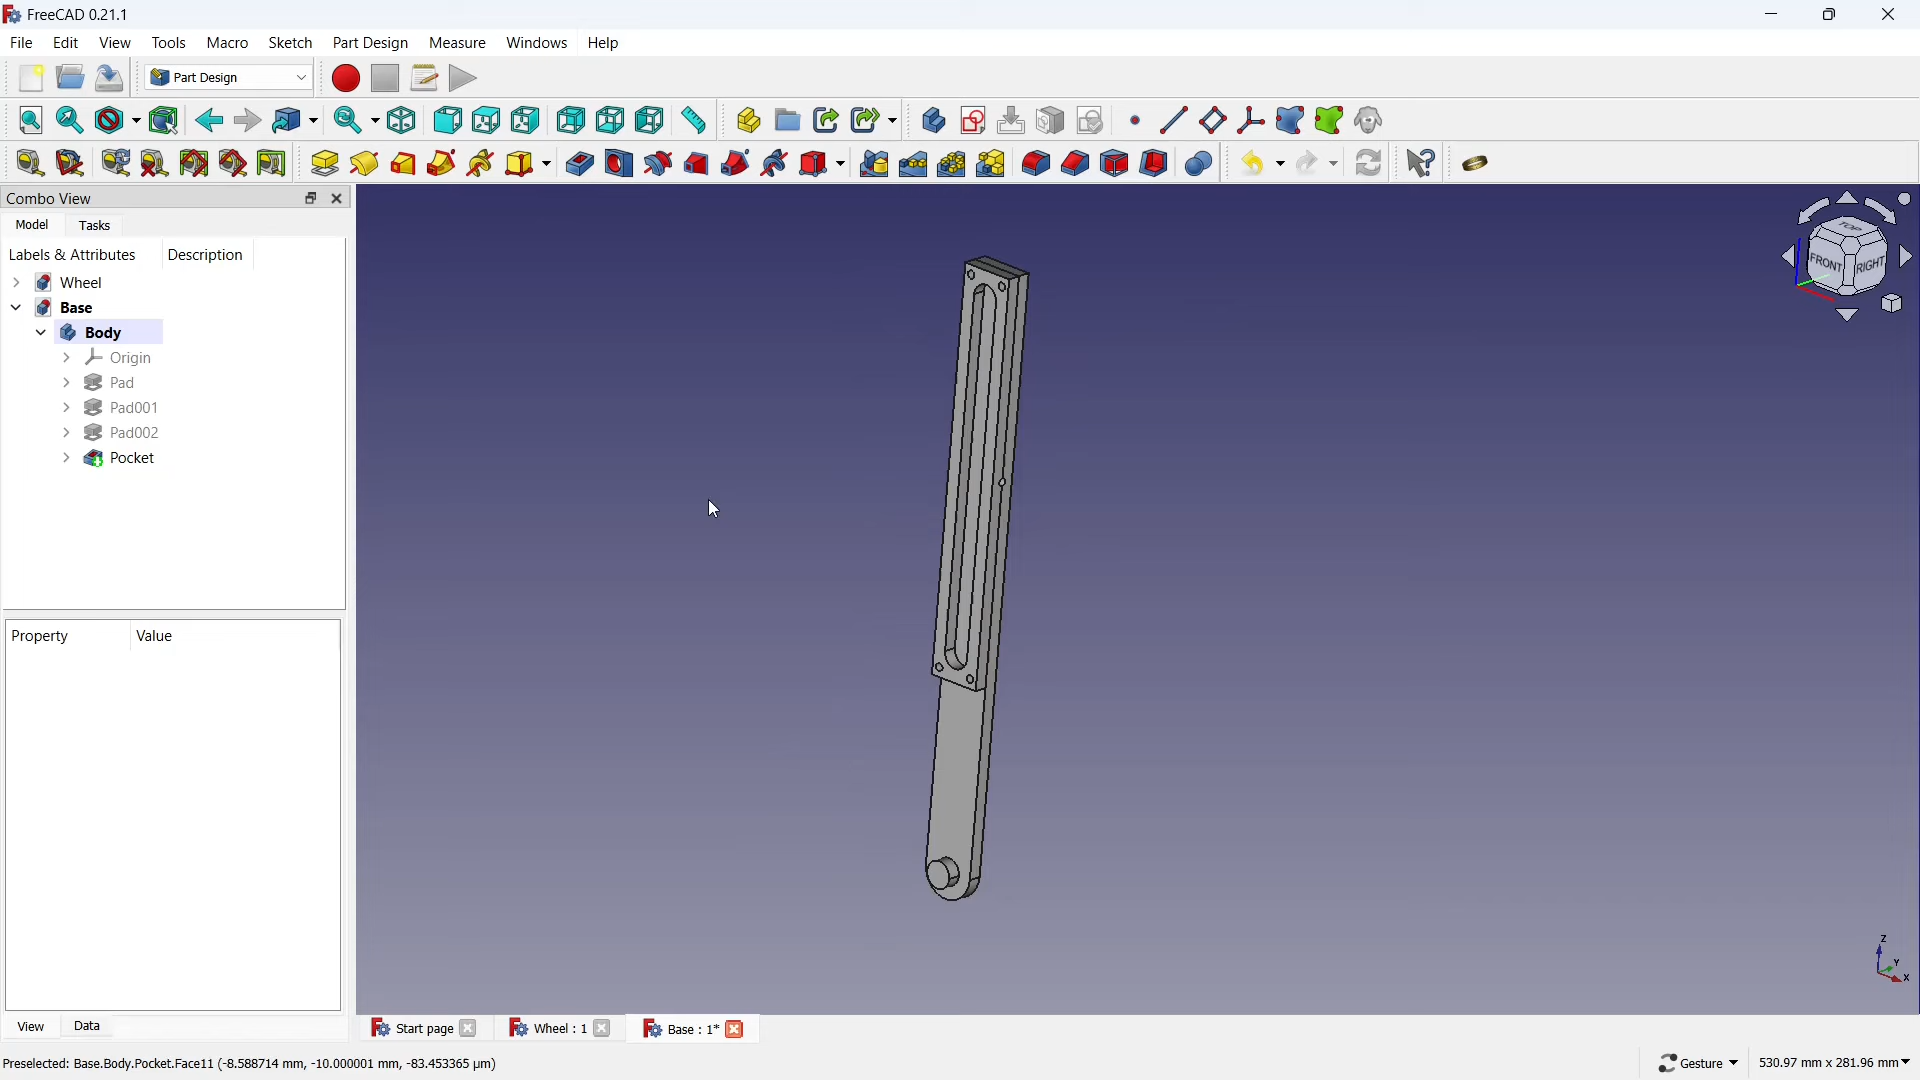 FreeCAD 0.21.1
File Edit View Tools Macro Sketch Part Design Measure Windows Help
Part Design
Combo View
Model Tasks
Labels & Attributes Description
Wheel
Base
Body
Origin
Pad
Pad001
Pad002
Pocket
Property Value
View Data
TOP
FRONT RIGHT
Z
Y
X
Start page Wheel : 1 Base : 1*
Preselected: Base.Body.Pocket.Face11 (-8.588714 mm, -10.000001 mm, -83.453365 µm)
Gesture 530.97 mm x 281.96 mm